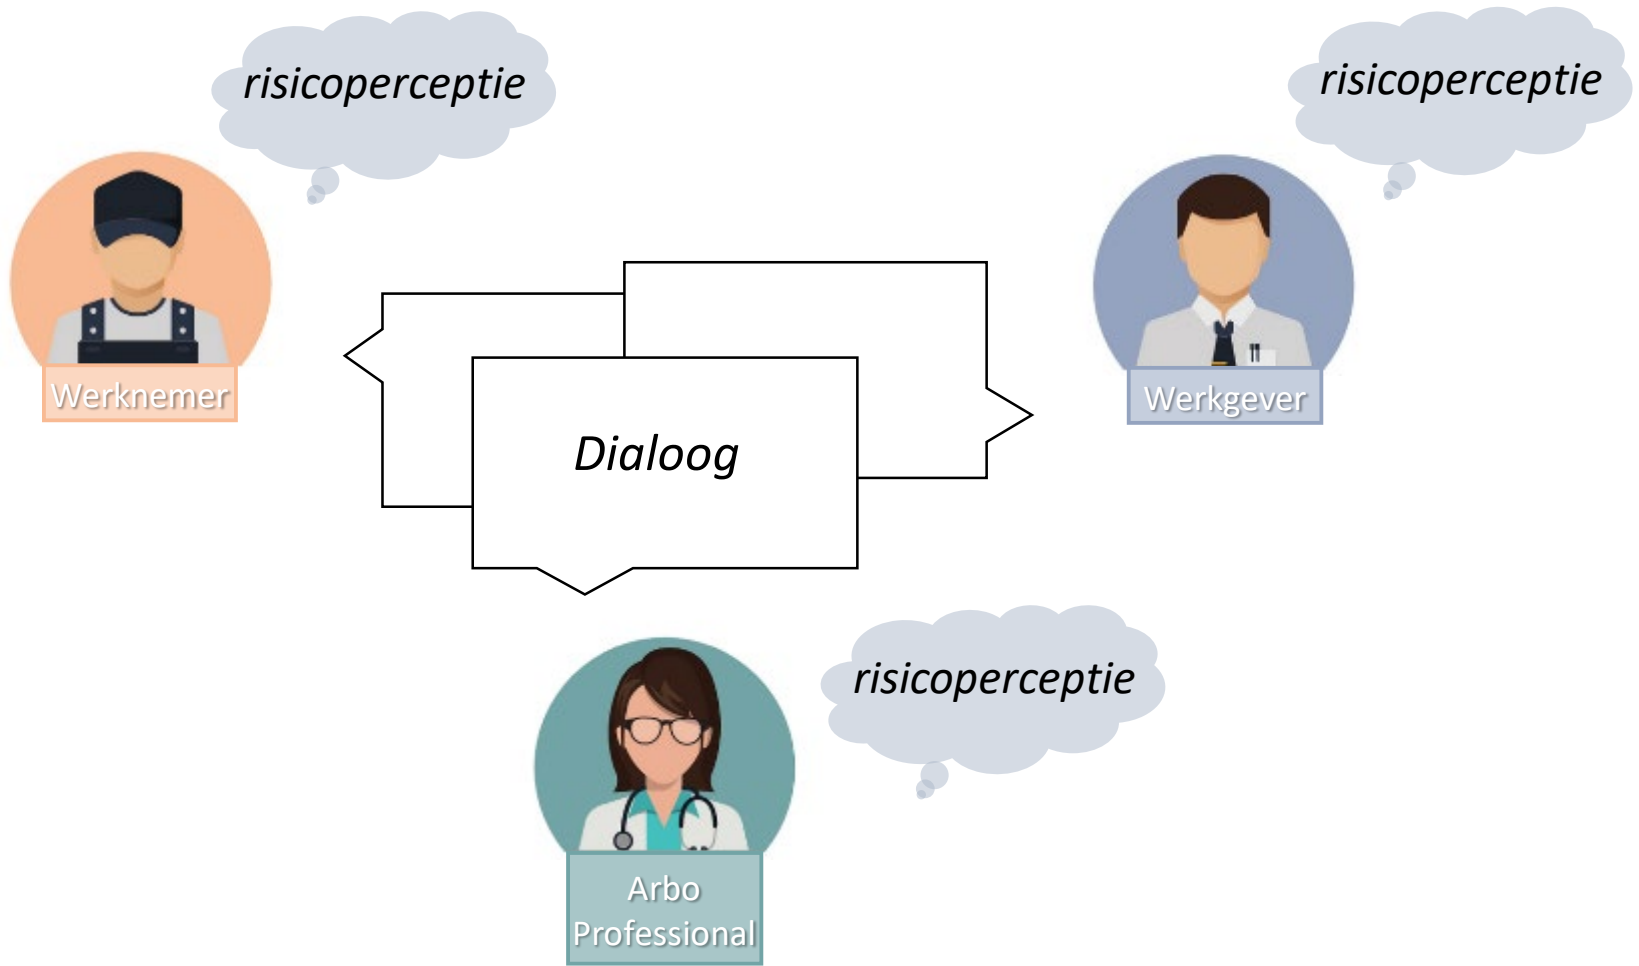 risicoperceptie
risicoperceptie
Werknemer
Werkgever
Dialoog
risicoperceptie
Arbo
Professional